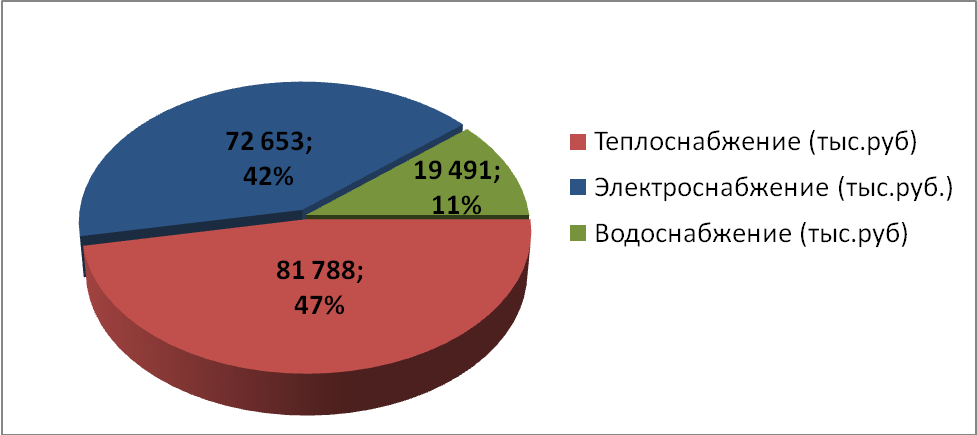 72 653;
42%
19 491;
11%
81 788;
47%
Теплоснабжение (тыс.руб)
Электроснабжение (тыс.руб.)
Водоснабжение (тыс.руб)